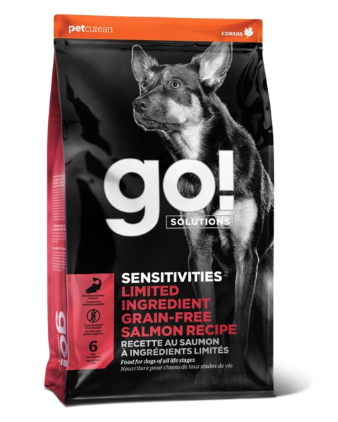 petcurean
CANADA
go!
SOLUTIONS
SENSITIVITIES
LIMITED
INGREDIENT
GRAIN-FREE
SALMON RECIPE
RECETTE AU SAUMON
À INGRÉDIENTS LIMITÉS
Food for dogs of all life stages
Nourriture pour chiens de tous stades de vie
6
go!